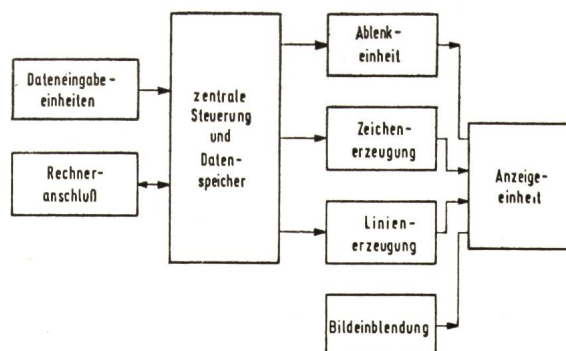 Dateneingabe-
einheiten
Rechner-
anschluß
zentrale
Steuerung
und
Daten-
speicher
Ablenk-
einheit
Zeichen-
erzeugung
Linien-
erzeugung
Bildeinblendung
Anzeige-
einheit